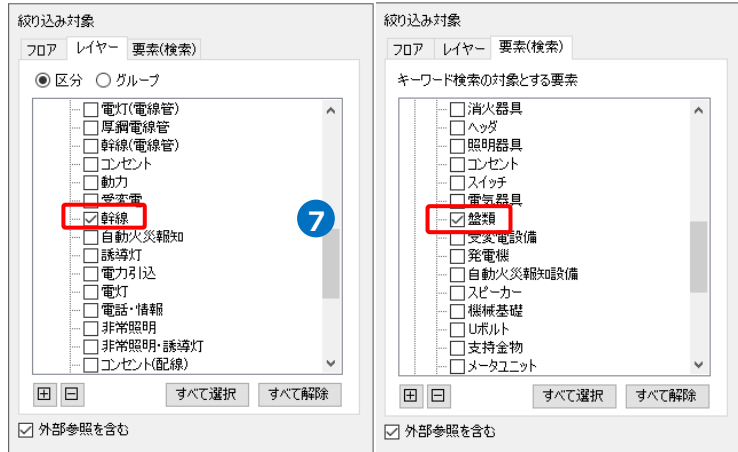 絞り込み対象
フロア レイヤー 要素(検索)
区分 グループ
電灯(電線管)
厚鋼電線管
幹線(電線管)
コンセント
動力
受変電
幹線
自動火災報知
誘導灯
電力引込
電灯
電話・情報
非常照明
非常照明・誘導灯
コンセント(配線)
すべて選択 すべて解除
外部参照を含む
7
絞り込み対象
フロア レイヤー 要素(検索)
キーワード検索の対象とする要素
消火器具
ヘッダ
照明器具
コンセント
スイッチ
電気器具
盤類
受変電設備
発電機
自動火災報知設備
スピーカー
機械基礎
Uボルト
支持金物
メータユニット
すべて選択 すべて解除
外部参照を含む